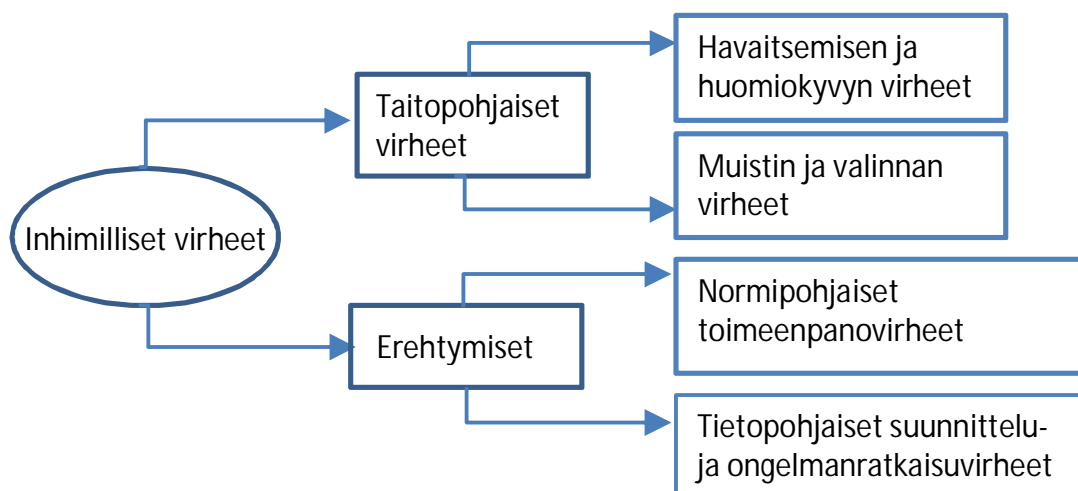 Inhimilliset virheet
Taitopohjaiset
virheet
Havaitsemisen ja
huomiokyvyn virheet
Muistin ja valinnan
virheet
Erehtymiset
Normipohjaiset
toimeenpanovirheet
Tietopohjaiset suunnittelu-
ja ongelmanratkaisuvirheet